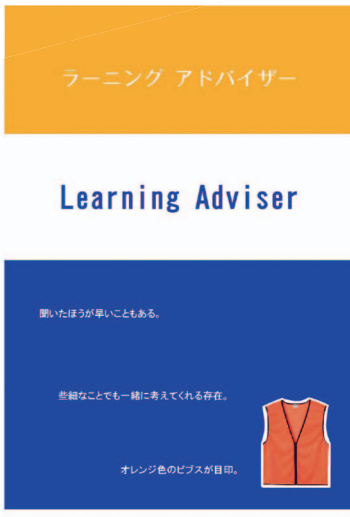 ラーニング アドバイザー
Learning Adviser
聞いたほうが早いこともある。
些細なことでも一緒に考えてくれる存在。
オレンジ色のビブスが目印。